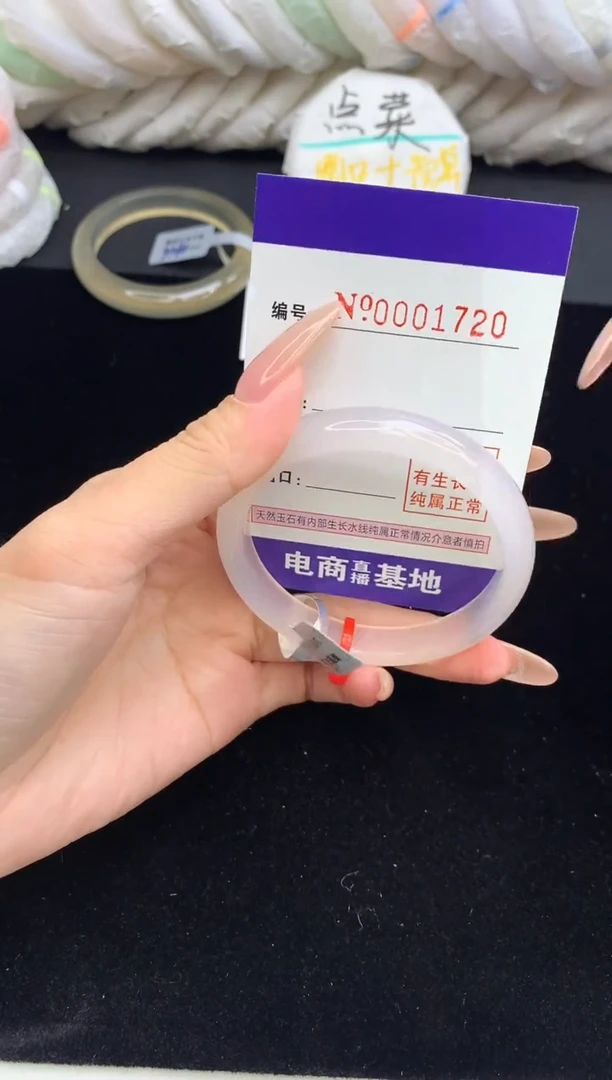 点菜
编号 Nº0001720
:
口:
有生长
纯属正常
天然玉石有内部生长水线纯属正常情况介意者慎拍
电商直播基地